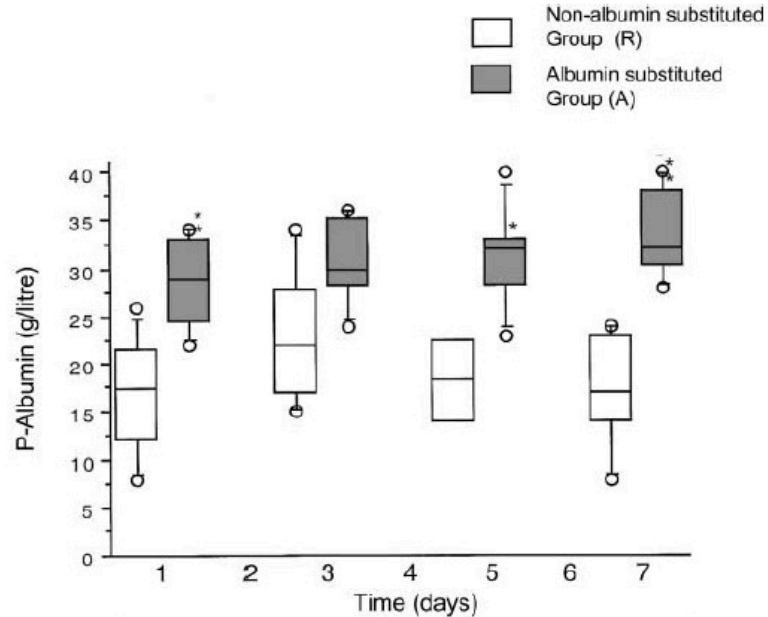 Non-albumin substituted
Group (R)
Albumin substituted
Group (A)
P-Albumin (g/litre)
40
35
30
25
20
15
10
5
0
*
*
*
*
*
1 2 3 4 5 6 7
Time (days)